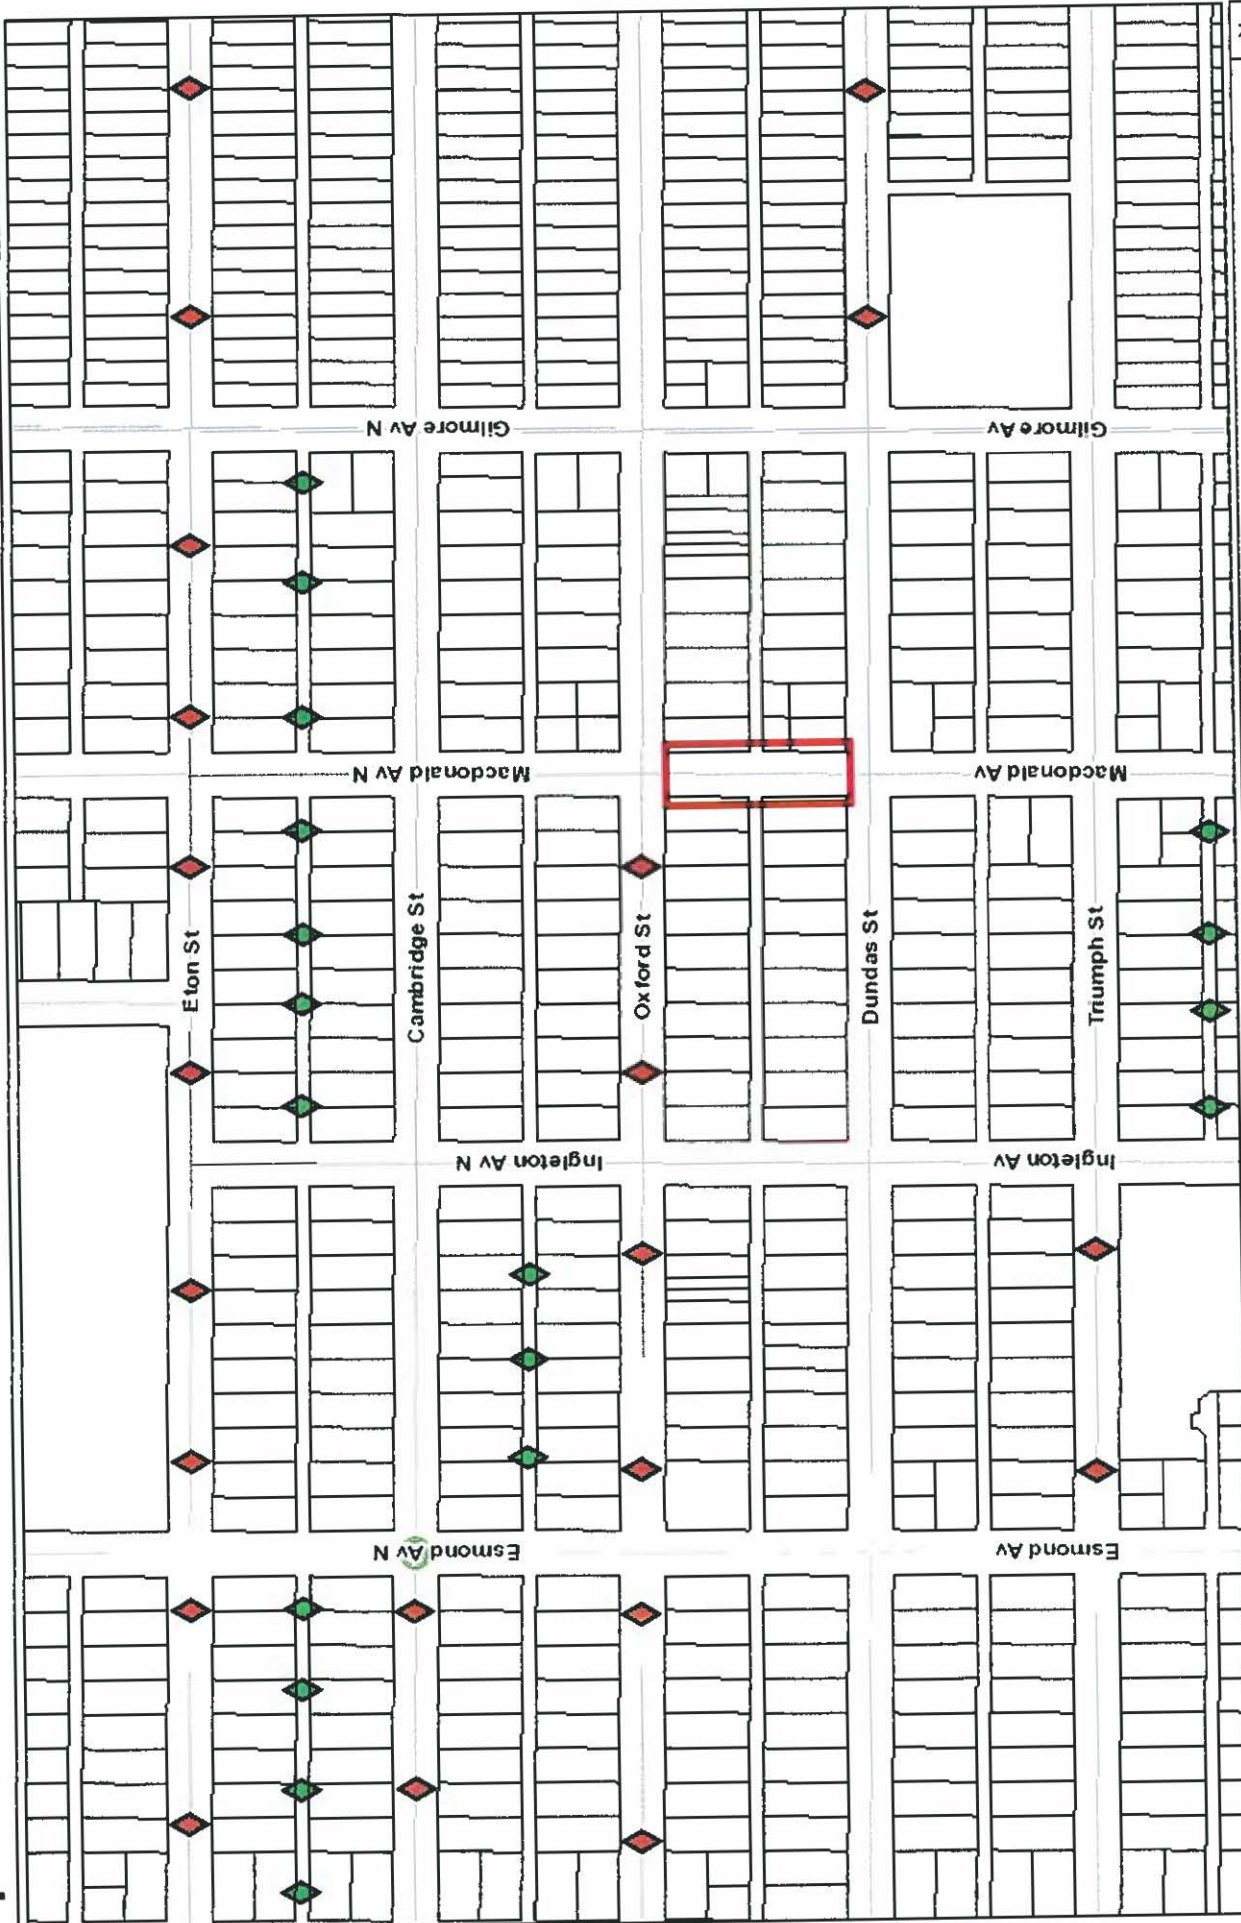 Gilmore Av N
Gilmore Av
Macdonald Av N
Macdonald Av
Eton St
Cambridge St
Oxford St
Dundas St
Triumph St
Ingleton Av N
Ingleton Av
Esmond Av N
Esmond Av